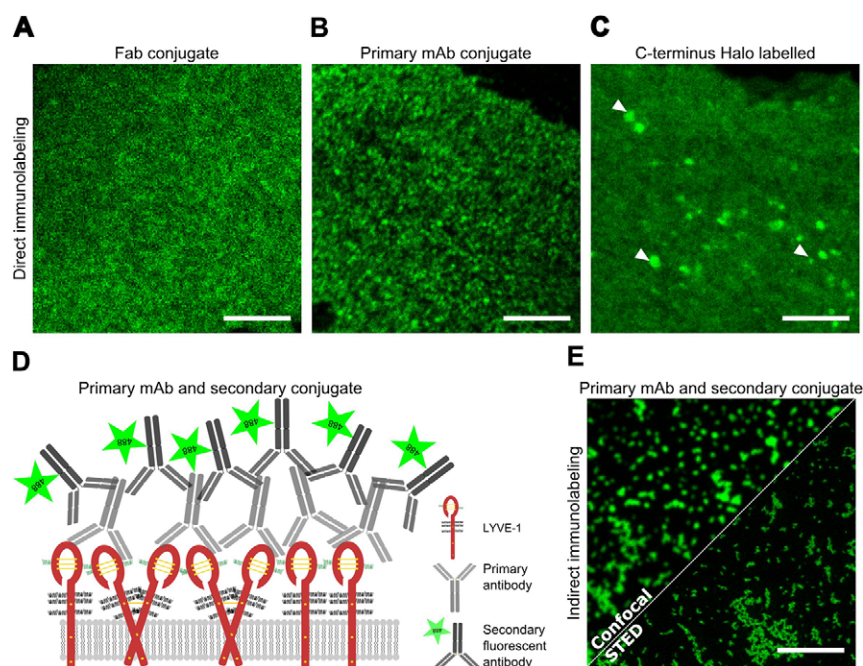 A
Fab conjugate
B
Primary mAb conjugate
C
C-terminus Halo labelled
Direct immunolabeling
D
Primary mAb and secondary conjugate
488
488
488
488
488
488
LYVE-1
Primary
antibody
488
Secondary
fluorescent
antibody
E
Primary mAb and secondary conjugate
Indirect immunolabeling
Confocal
STED